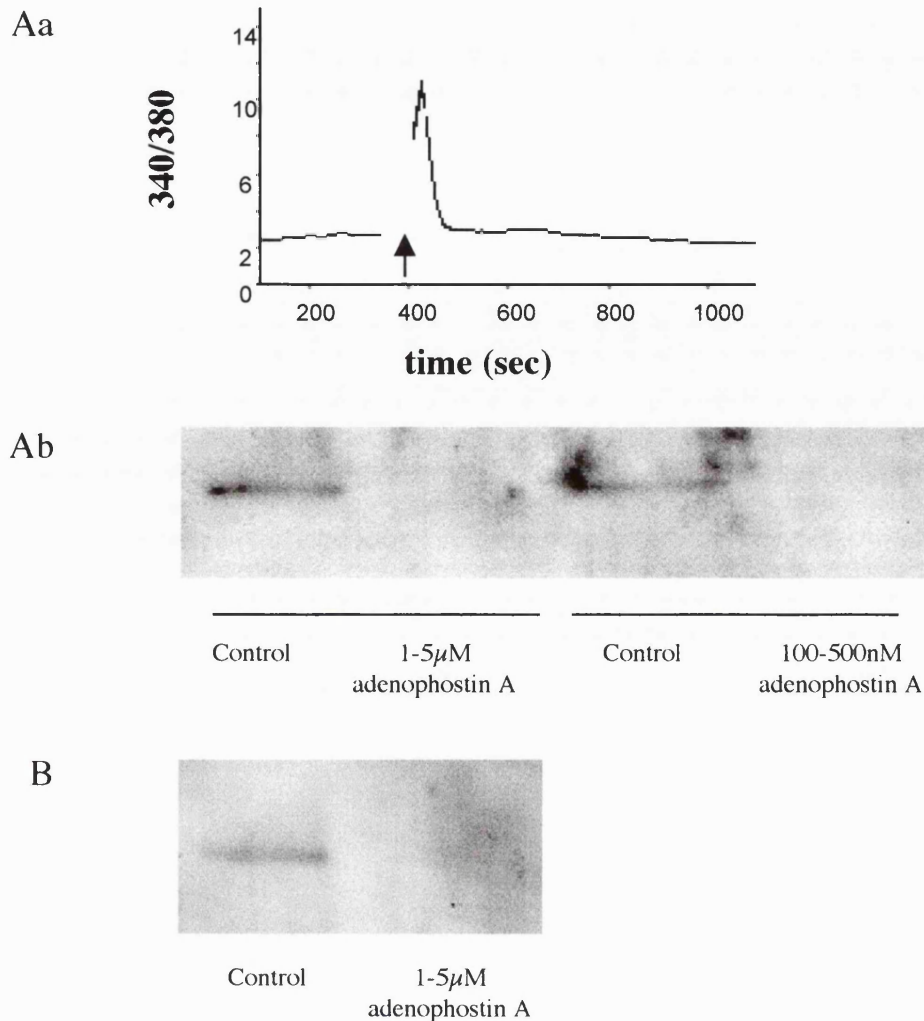 Aa
340/380
14
10
6
2
0
200 400 600 800 1000
time (sec)
Ab
Control 1-5μM Control 100-500nM
adenophostin A adenophostin A
B
Control 1-5μM
adenophostin A